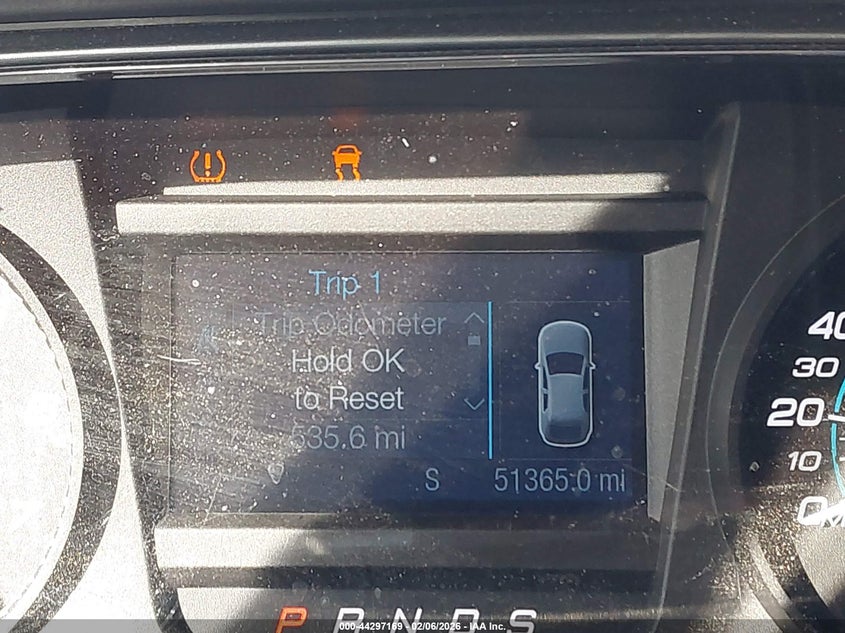 Trip 1
Trip Odometer
Hold OK
to Reset
535.6 mi
S 51365.0 mi
40
30
20
10
0
P R N D S
000-44297169 - 02/06/2026 - IAA Inc.